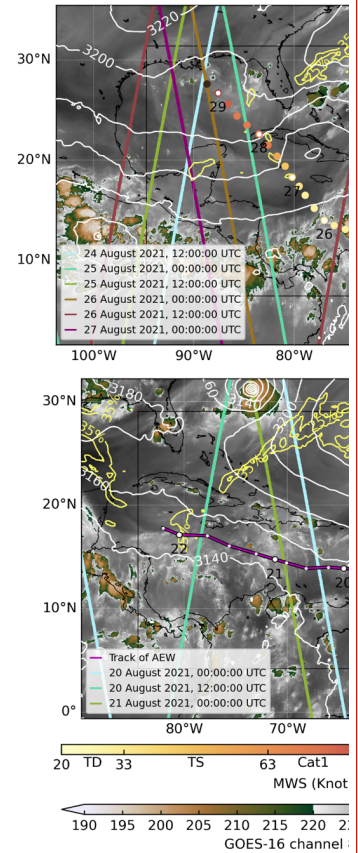 35°N
3220
3200
29
28
20°N
27
26
10°N
24 August 2021, 12:00:00 UTC
25 August 2021, 00:00:00 UTC
25 August 2021, 12:00:00 UTC
26 August 2021, 00:00:00 UTC
26 August 2021, 12:00:00 UTC
27 August 2021, 00:00:00 UTC
100°W 90°W 80°W
30°N
3180
3140
35%
3160
20°N
22
3140
21
20
10°N
Track of AEW
20 August 2021, 00:00:00 UTC
20 August 2021, 12:00:00 UTC
21 August 2021, 00:00:00 UTC
0°
80°W 70°W
20 TD 33 TS 63 Cat1
MWS (Knot
190 195 200 205 210 215 220
GOES-16 channel